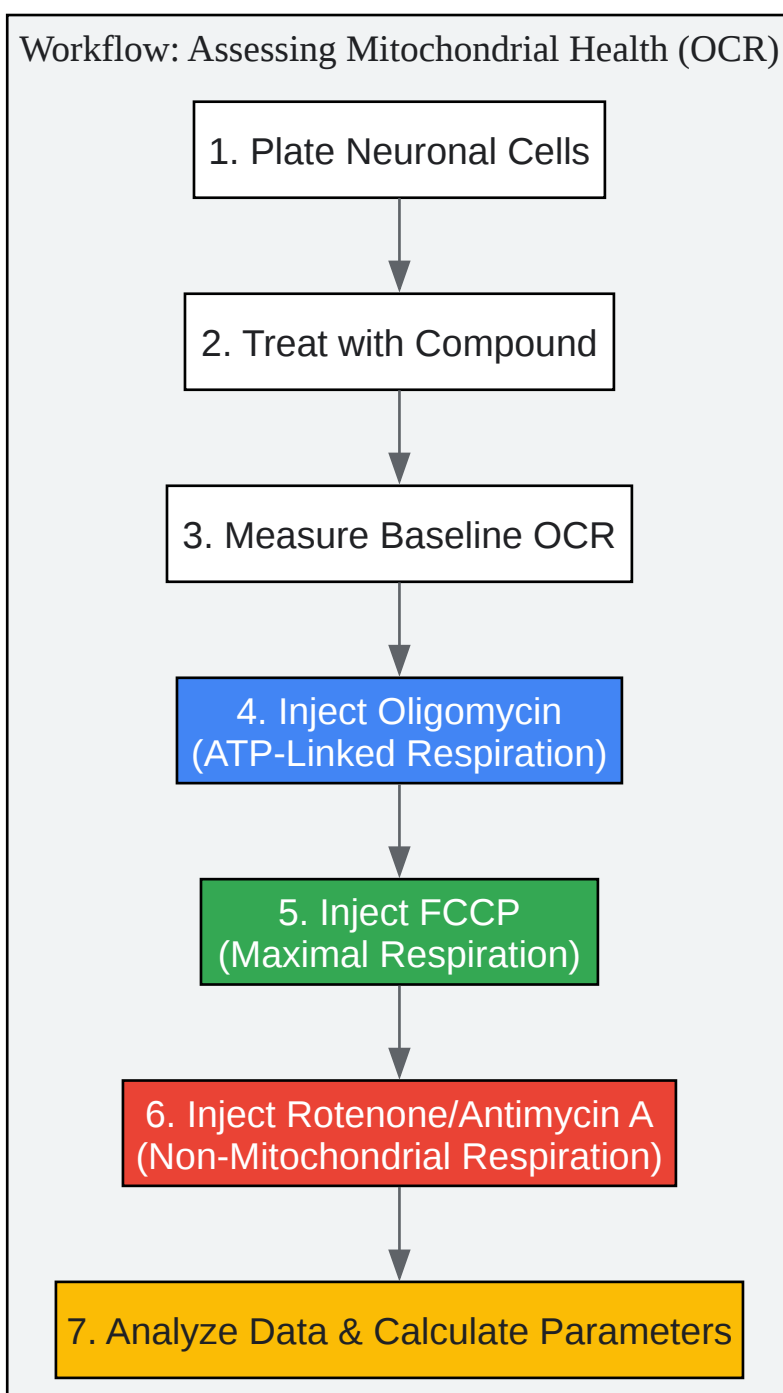 Workflow: Assessing Mitochondrial Health (OCR)
1. Plate Neuronal Cells
2. Treat with Compound
3. Measure Baseline OCR
4. Inject Oligomycin
(ATP-Linked Respiration)
5. Inject FCCP
(Maximal Respiration)
6. Inject Rotenone/Antimycin A
(Non-Mitochondrial Respiration)
7. Analyze Data & Calculate Parameters